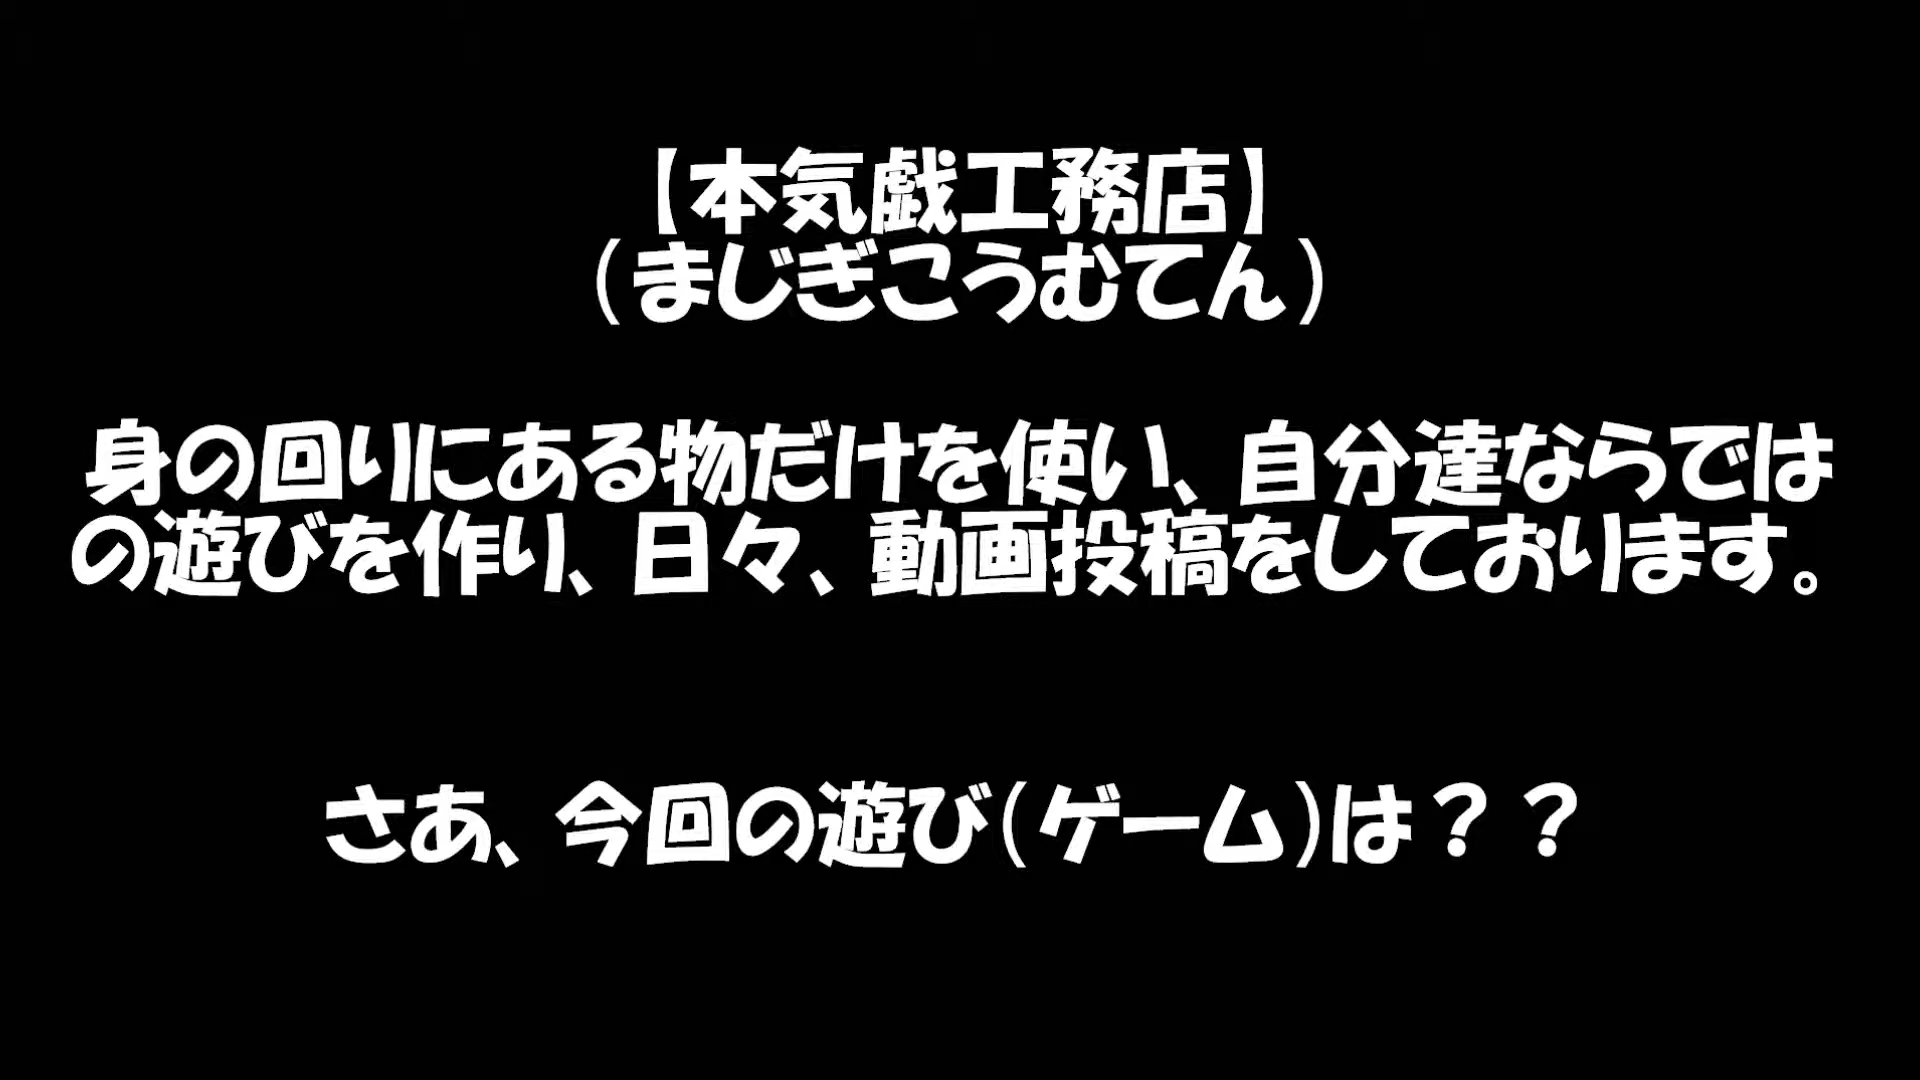 【本気戯工務店】
(まじぎこうむてん)
身の回りにある物だけを使い、自分達ならでは
の遊びを作り、日々、動画投稿をしております。
さあ、今回の遊び(ゲーム)は？？